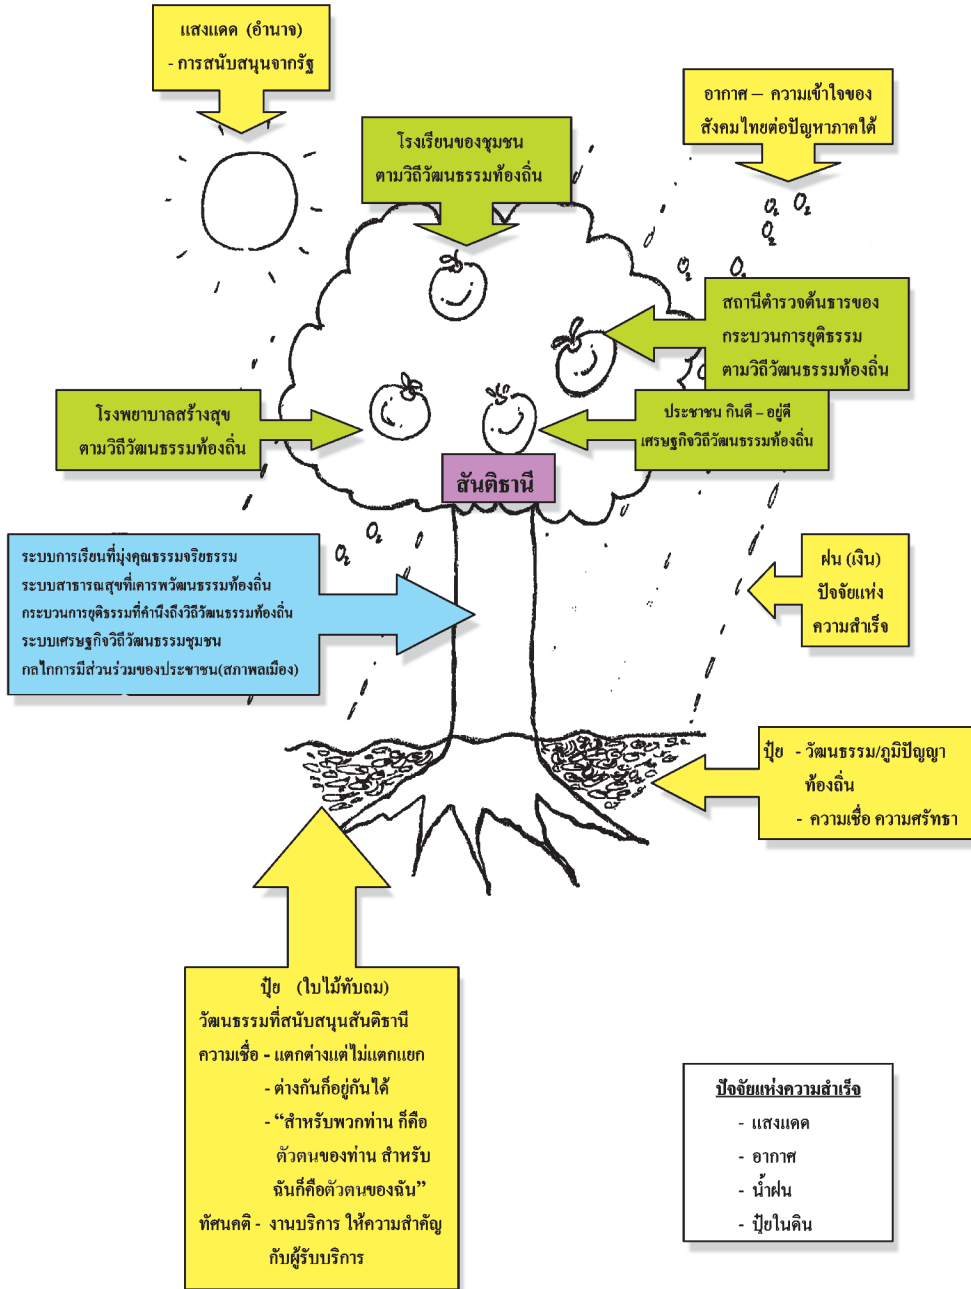 แสงแดด (อำนาจ)
- การสนับสนุนจากรัฐ
อากาศ – ความเข้าใจของ
สังคมไทยต่อปัญหาภาคใต้
โรงเรียนของชุมชน
ตามวิถีวัฒนธรรมท้องถิ่น
O2 O2
O2
O2 O2
สถานีตำรวจต้นธารของ
กระบวนการยุติธรรม
ตามวิถีวัฒนธรรมท้องถิ่น
โรงพยาบาลสร้างสุข
ตามวิถีวัฒนธรรมท้องถิ่น
ประชาชน กินดี – อยู่ดี
เศรษฐกิจวิถีวัฒนธรรมท้องถิ่น
สันติธานี
O2 O2
ระบบการเรียนที่มุ่งคุณธรรมจริยธรรม
ระบบสาธารณสุขที่เคารพวัฒนธรรมท้องถิ่น
กระบวนการยุติธรรมที่คำนึงถึงวิถีวัฒนธรรมท้องถิ่น
ระบบเศรษฐกิจวิถีวัฒนธรรมชุมชน
กลไกการมีส่วนร่วมของประชาชน(สภาพลเมือง)
ฝน (เงิน)
ปัจจัยแห่ง
ความสำเร็จ
ปุ๋ย - วัฒนธรรม/ภูมิปัญญา
ท้องถิ่น
- ความเชื่อ ความศรัทธา
ปุ๋ย (ใบไม้ทับถม)
วัฒนธรรมที่สนับสนุนสันติธานี
ความเชื่อ - แตกต่างแต่ไม่แตกแยก
- ต่างกันก็อยู่กันได้
- “สำหรับพวกท่าน ก็คือ
ตัวตนของท่าน สำหรับ
ฉันก็คือตัวตนของฉัน”
ทัศนคติ - งานบริการ ให้ความสำคัญ
กับผู้รับบริการ
ปัจจัยแห่งความสำเร็จ
- แสงแดด
- อากาศ
- น้ำฝน
- ปุ๋ยในดิน